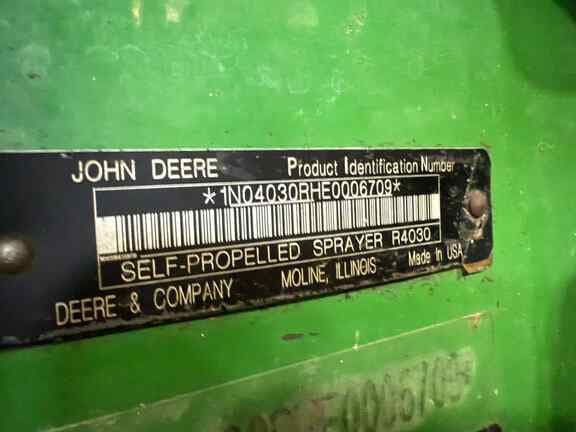 JOHN DEERE Product Identification Number
*1N04030RHE0006709*
SELF-PROPELLED SPRAYER R4030
DEERE & COMPANY MOLINE, ILLINOIS Made in USA